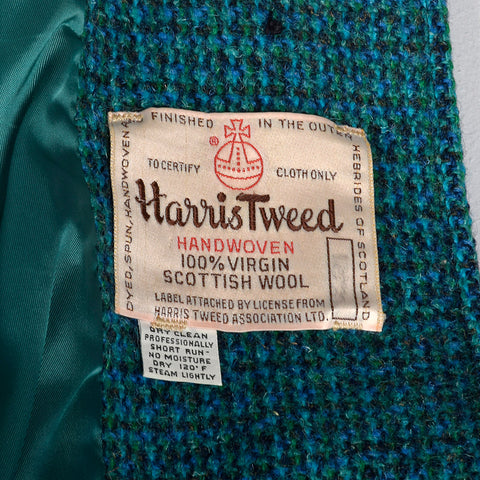 DYED, SPUN, HANDWOVEN &
FINISHED IN THE OUTER
HEBRIDES OF SCOTLAND
®
TO CERTIFY CLOTH ONLY
Harris Tweed
HANDWOVEN
100% VIRGIN
SCOTTISH WOOL
LABEL ATTACHED BY LICENSE FROM
HARRIS TWEED ASSOCIATION LTD.
DRY CLEAN
PROFESSIONALLY
SHORT RUN-
NO MOISTURE
DRY 120°F
STEAM LIGHTLY